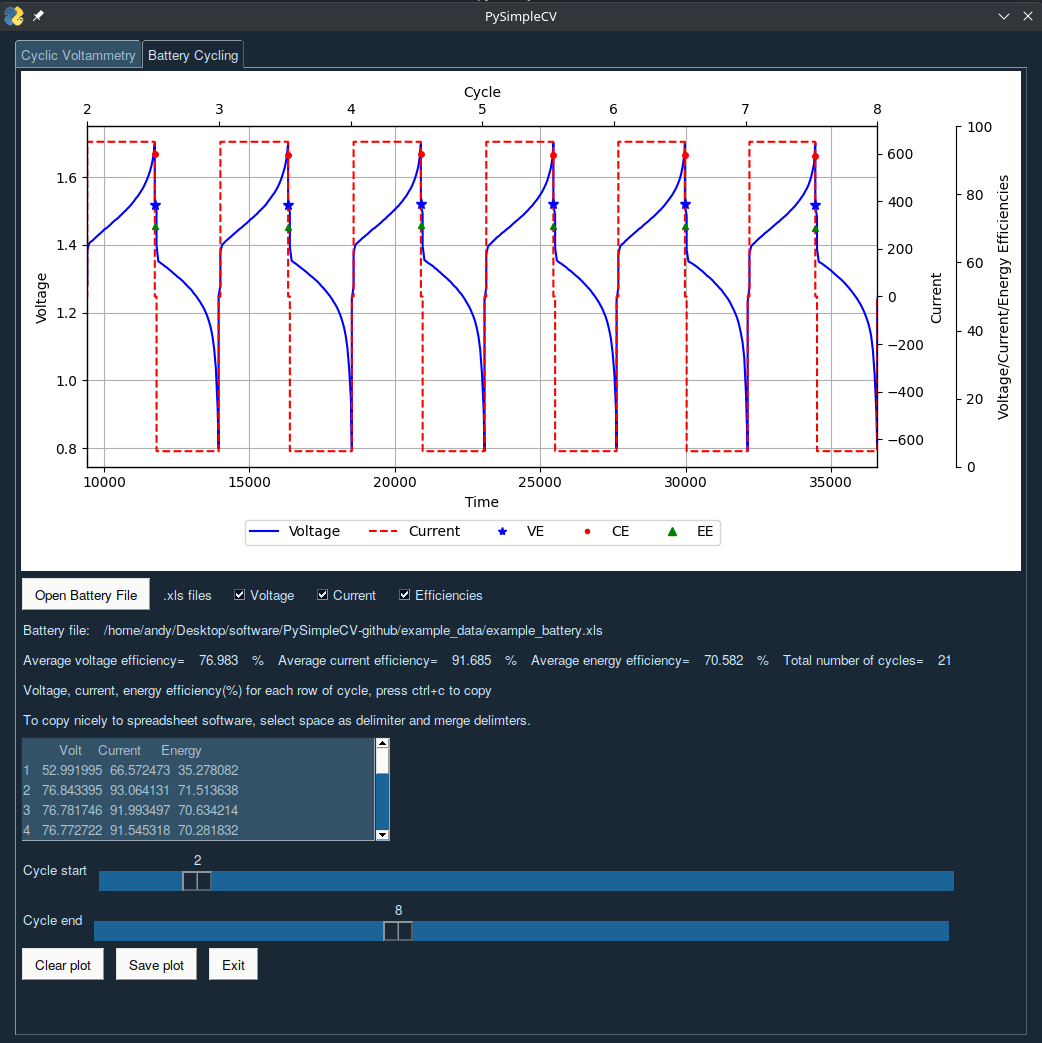 PySimpleCV
Cyclic Voltammetry Battery Cycling
Cycle
2 3 4 5 6 7 8
100
600
1.6
80
400
1.4
200
60
Voltage
0
Current
Voltage/Current/Energy Efficiencies
1.2
40
−200
1.0
−400
20
−600
0.8
0
10000 15000 20000 25000 30000 35000
Time
Voltage Current VE CE EE
Open Battery File .xls files Voltage Current Efficiencies
Battery file: /home/andy/Desktop/software/PySimpleCV-github/example_data/example_battery.xls
Average voltage efficiency= 76.983 % Average current efficiency= 91.685 % Average energy efficiency= 70.582 % Total number of cycles= 21
Voltage, current, energy efficiency(%) for each row of cycle, press ctrl+c to copy
To copy nicely to spreadsheet software, select space as delimiter and merge delimters.
Volt Current Energy
1 52.991995 66.572473 35.278082
2 76.843395 93.064131 71.513638
3 76.781746 91.993497 70.634214
4 76.772722 91.545318 70.281832
2
Cycle start
8
Cycle end
Clear plot Save plot Exit